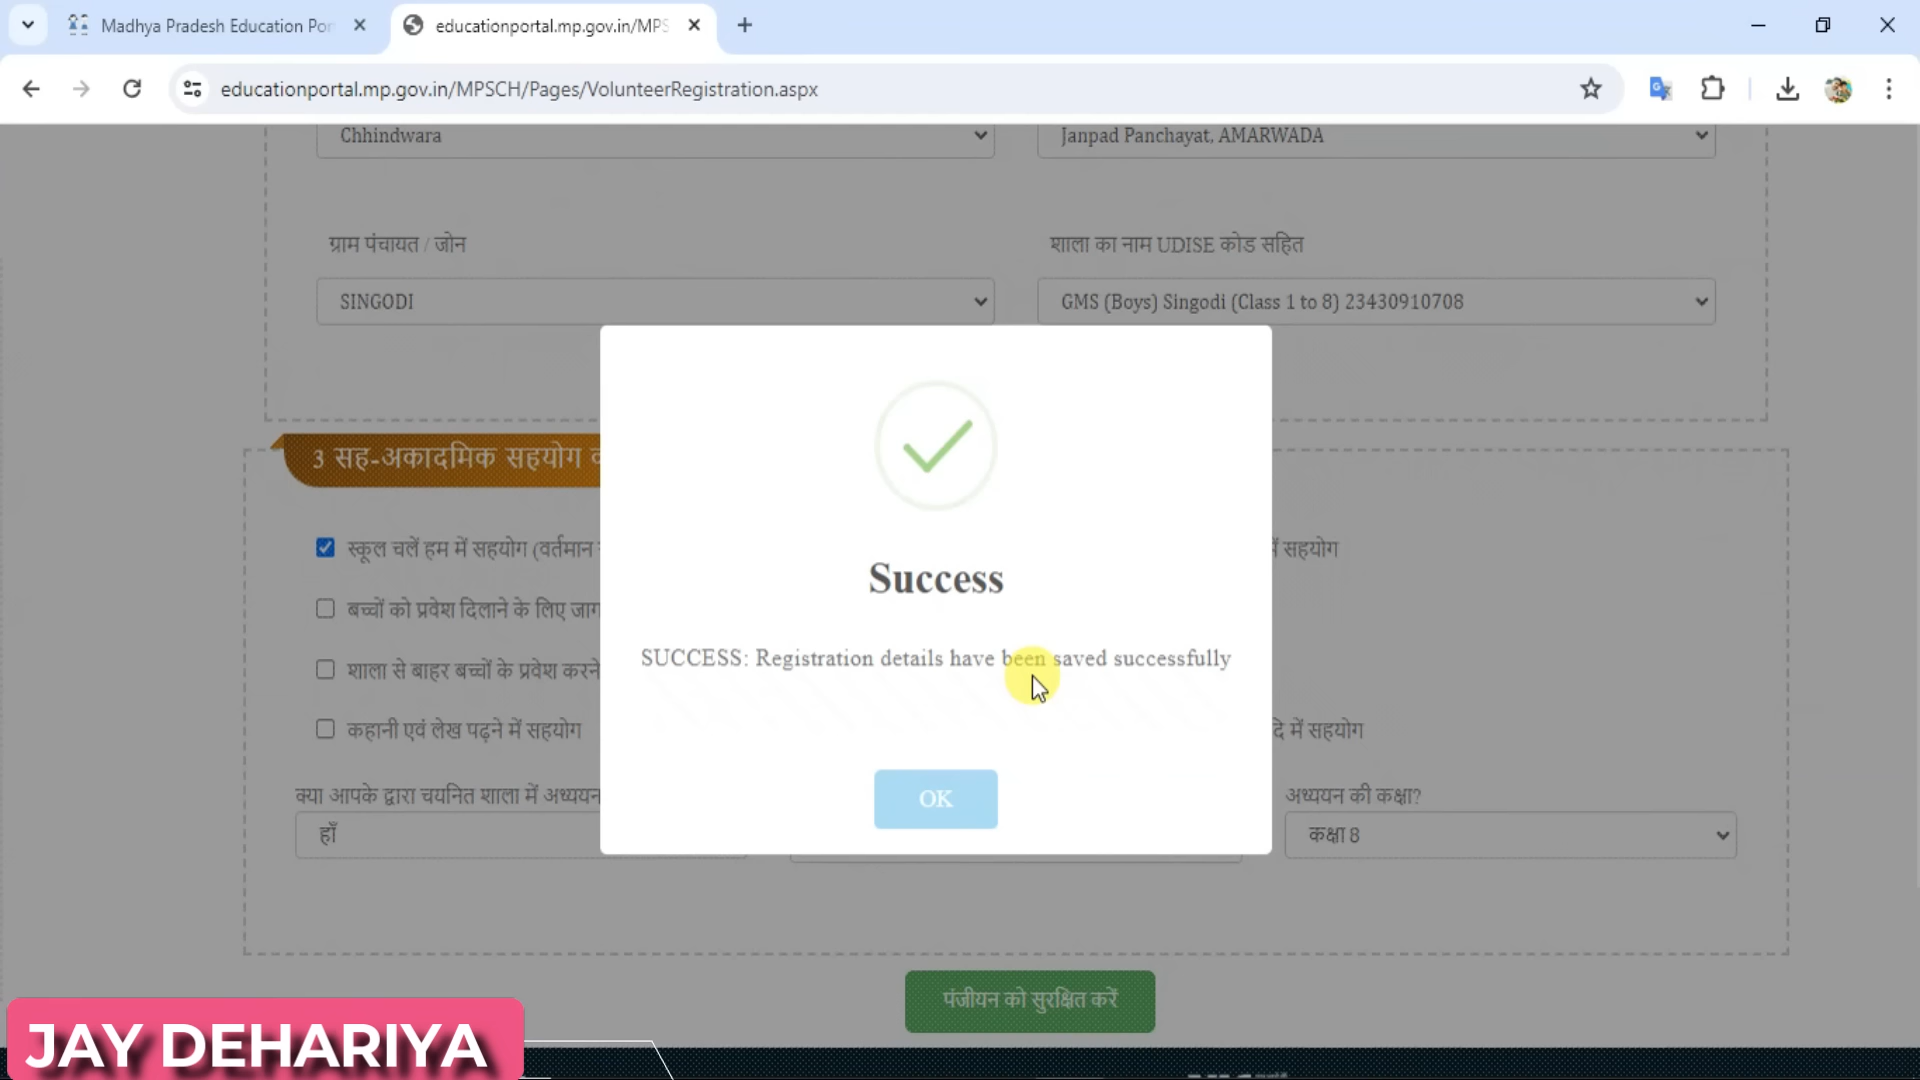 Madhya Pradesh Education Por
educationportal.mp.gov.in/MPS
educationportal.mp.gov.in/MPSCH/Pages/VolunteerRegistration.aspx
Chhindwara
Janpad Panchayat, AMARWADA
ग्राम पंचायत / जोन
शाला का नाम UDISE कोड सहित
SINGODI
GMS (Boys) Singodi (Class 1 to 8) 23430910708
3 सह-अकादमिक सहयोग
स्कूल चलें हम में सहयोग (वर्तमान
में सहयोग
बच्चों को प्रवेश दिलाने के लिए
शाला से बाहर बच्चों के प्रवेश करने
कहानी एवं लेख पढ़ने में सहयोग
में सहयोग
क्या आपके द्वारा चयनित शाला में अध्ययन
अध्ययन की कक्षा?
हाँ
कक्षा 8
Success
SUCCESS: Registration details have been saved successfully
OK
पंजीयन को सुरक्षित करें
JAY DEHARIYA